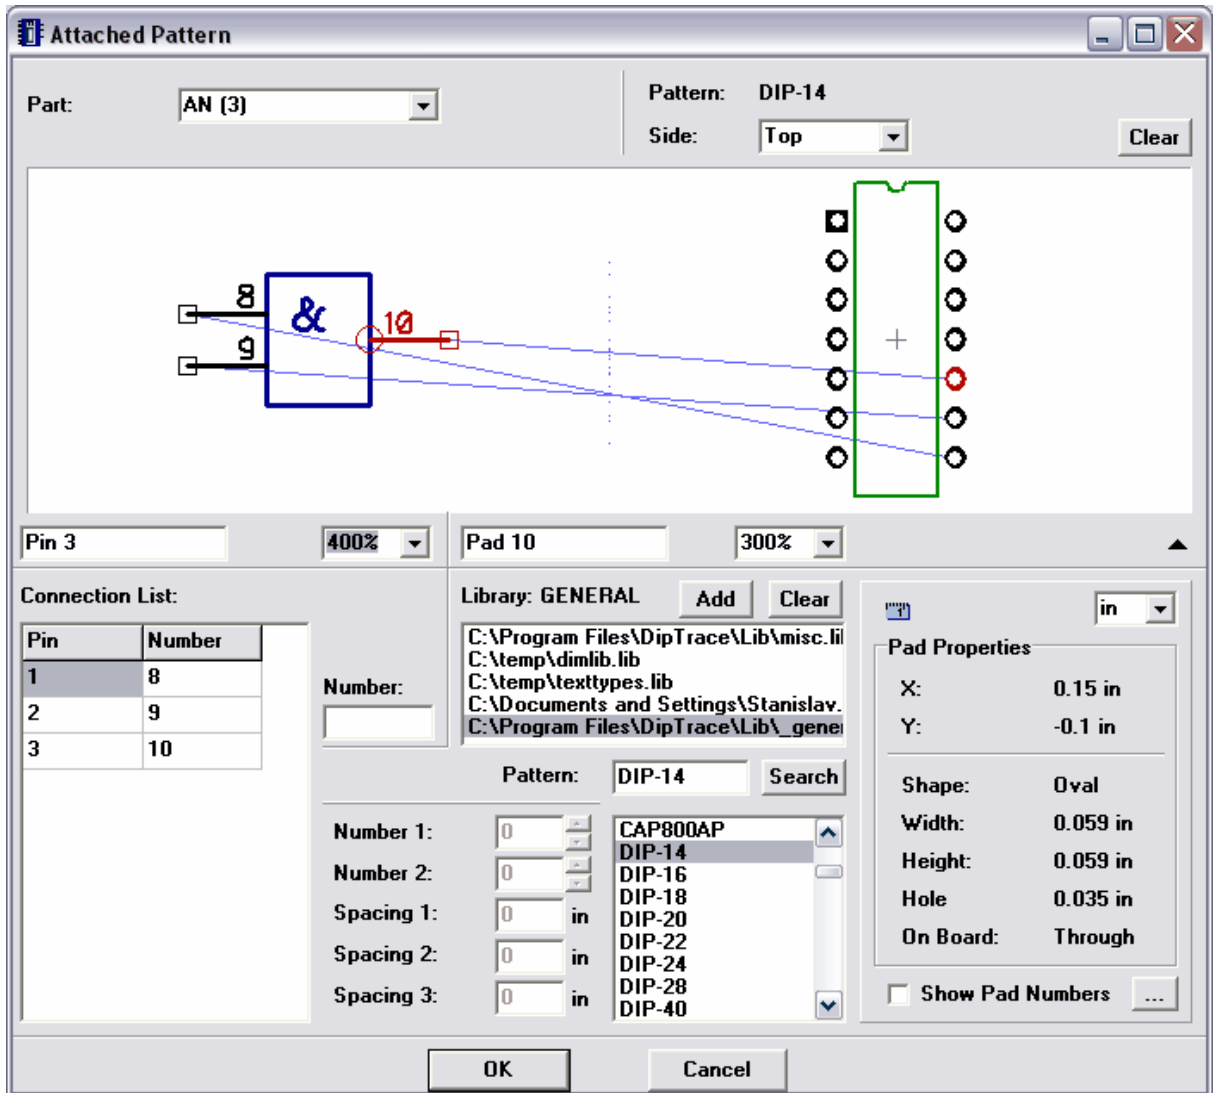 Attached Pattern
Part:
AN (3)
Pattern: DIP-14
Side:
Top
Clear
8
9
&
10
Pin 3
400%
Pad 10
300%
Connection List:
Pin Number
1 8
2 9
3 10
Number:
Library: GENERAL
Add
Clear
C:\Program Files\DipTrace\Lib\misc.lil
C:\temp\dimlib.lib
C:\temp\texttypes.lib
C:\Documents and Settings\Stanislav.
C:\Program Files\DipTrace\Lib\_gener
Pattern:
DIP-14
Search
Number 1: 0
Number 2: 0
Spacing 1: 0 in
Spacing 2: 0 in
Spacing 3: 0 in
CAP800AP
DIP-14
DIP-16
DIP-18
DIP-20
DIP-22
DIP-24
DIP-28
DIP-40
in
Pad Properties
X: 0.15 in
Y: -0.1 in
Shape: Oval
Width: 0.059 in
Height: 0.059 in
Hole 0.035 in
On Board: Through
Show Pad Numbers
...
OK
Cancel